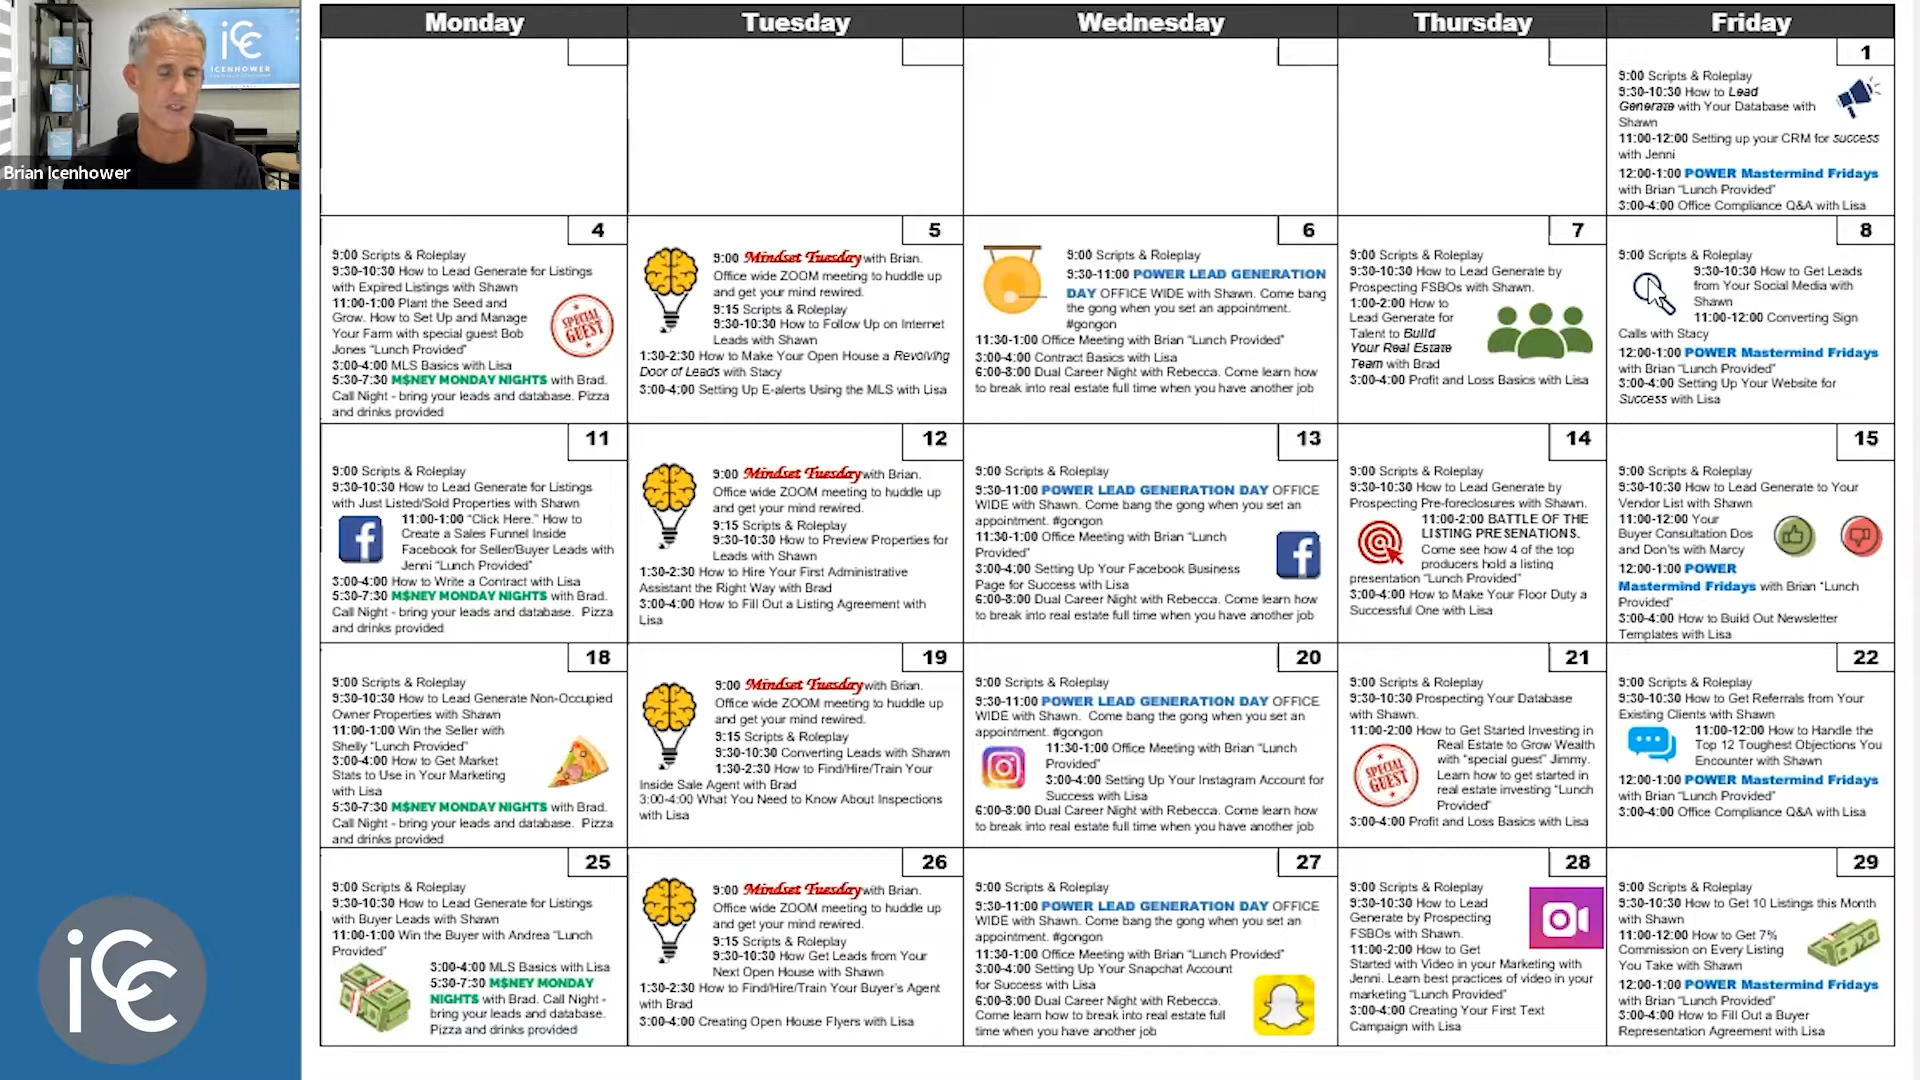 Monday Tuesday Wednesday Thursday Friday
iCC
ICENHOWER
Brian Icenhower
1
9:00 Scripts & Roleplay
9:30-10:30 How to Lead
Generate with Your Database with
Shawn
11:00-12:00 Setting up your CRM for success
with Jenni
12:00-1:00 POWER Mastermind Fridays
with Brian "Lunch Provided"
3:00-4:00 Office Compliance Q&A with Lisa
4
9:00 Scripts & Roleplay
9:30-10:30 How to Lead Generate for Listings
with Expired Listings with Shawn
11:00-1:00 Plant the Seed and
Grow. How to Set Up and Manage
Your Farm with special guest Bob
Jones "Lunch Provided"
3:00-4:00 MLS Basics with Lisa
5:30-7:30 M$NEY MONDAY NIGHTS with Brad.
Call Night - bring your leads and database. Pizza
and drinks provided
SPECIAL
GUEST
5
9:00 Mindset Tuesday with Brian.
Office wide ZOOM meeting to huddle up
and get your mind rewired.
9:15 Scripts & Roleplay
9:30-10:30 How to Follow Up on Internet
Leads with Shawn
1:30-2:30 How to Make Your Open House a Revolving
Door of Leads with Stacy
3:00-4:00 Setting Up E-alerts Using the MLS with Lisa
6
9:00 Scripts & Roleplay
9:30-11:00 POWER LEAD GENERATION
DAY OFFICE WIDE with Shawn. Come bang
the gong when you set an appointment.
#gongon
11:30-1:00 Office Meeting with Brian "Lunch Provided"
3:00-4:00 Contract Basics with Lisa
6:00-8:00 Dual Career Night with Rebecca. Come learn how
to break into real estate full time when you have another job
7
9:00 Scripts & Roleplay
9:30-10:30 How to Lead Generate by
Prospecting FSBOs with Shawn.
1:00-2:00 How to
Lead Generate for
Talent to Build
Your Real Estate
Team with Brad
3:00-4:00 Profit and Loss Basics with Lisa
8
9:00 Scripts & Roleplay
9:30-10:30 How to Get Leads
from Your Social Media with
Shawn
11:00-12:00 Converting Sign
Calls with Stacy
12:00-1:00 POWER Mastermind Fridays
with Brian "Lunch Provided"
3:00-4:00 Setting Up Your Website for
Success with Lisa
11
9:00 Scripts & Roleplay
9:30-10:30 How to Lead Generate for Listings
with Just Listed/Sold Properties with Shawn
11:00-1:00 "Click Here." How to
Create a Sales Funnel Inside
Facebook for Seller/Buyer Leads with
Jenni "Lunch Provided"
3:00-4:00 How to Write a Contract with Lisa
5:30-7:30 M$NEY MONDAY NIGHTS with Brad.
Call Night - bring your leads and database. Pizza
and drinks provided
12
9:00 Mindset Tuesday with Brian.
Office wide ZOOM meeting to huddle up
and get your mind rewired.
9:15 Scripts & Roleplay
9:30-10:30 How to Preview Properties for
Leads with Shawn
1:30-2:30 How to Hire Your First Administrative
Assistant the Right Way with Brad
3:00-4:00 How to Fill Out a Listing Agreement with
Lisa
13
9:00 Scripts & Roleplay
9:30-11:00 POWER LEAD GENERATION DAY OFFICE
WIDE with Shawn. Come bang the gong when you set an
appointment. #gongon
11:30-1:00 Office Meeting with Brian "Lunch
Provided"
3:00-4:00 Setting Up Your Facebook Business
Page for Success with Lisa
6:00-8:00 Dual Career Night with Rebecca. Come learn how
to break into real estate full time when you have another job
14
9:00 Scripts & Roleplay
9:30-10:30 How to Lead Generate by
Prospecting Pre-foreclosures with Shawn.
11:00-2:00 BATTLE OF THE
LISTING PRESENATIONS.
Come see how 4 of the top
producers hold a listing
presentation "Lunch Provided"
3:00-4:00 How to Make Your Floor Duty a
Successful One with Lisa
15
9:00 Scripts & Roleplay
9:30-10:30 How to Lead Generate to Your
Vendor List with Shawn
11:00-12:00 Your
Buyer Consultation Dos
and Don'ts with Marcy
12:00-1:00 POWER
Mastermind Fridays with Brian "Lunch
Provided"
3:00-4:00 How to Build Out Newsletter
Templates with Lisa
18
9:00 Scripts & Roleplay
9:30-10:30 How to Lead Generate Non-Occupied
Owner Properties with Shawn
11:00-1:00 Win the Seller with
Shelly "Lunch Provided"
3:00-4:00 How to Get Market
Stats to Use in Your Marketing
with Lisa
5:30-7:30 M$NEY MONDAY NIGHTS with Brad.
Call Night - bring your leads and database. Pizza
and drinks provided
19
9:00 Mindset Tuesday with Brian.
Office wide ZOOM meeting to huddle up
and get your mind rewired.
9:15 Scripts & Roleplay
9:30-10:30 Converting Leads with Shawn
1:30-2:30 How to Find/Hire/Train Your
Inside Sale Agent with Brad
3:00-4:00 What You Need to Know About Inspections
with Lisa
20
9:00 Scripts & Roleplay
9:30-11:00 POWER LEAD GENERATION DAY OFFICE
WIDE with Shawn. Come bang the gong when you set an
appointment. #gongon
11:30-1:00 Office Meeting with Brian "Lunch
Provided"
3:00-4:00 Setting Up Your Instagram Account for
Success with Lisa
6:00-8:00 Dual Career Night with Rebecca. Come learn how
to break into real estate full time when you have another job
21
9:00 Scripts & Roleplay
9:30-10:30 Prospecting Your Database
with Shawn.
11:00-2:00 How to Get Started Investing in
Real Estate to Grow Wealth
with "special guest" Jimmy.
Learn how to get started in
real estate investing "Lunch
Provided"
3:00-4:00 Profit and Loss Basics with Lisa
SPECIAL
GUEST
22
9:00 Scripts & Roleplay
9:30-10:30 How to Get Referrals from Your
Existing Clients with Shawn
11:00-12:00 How to Handle the
Top 12 Toughest Objections You
Encounter with Shawn
12:00-1:00 POWER Mastermind Fridays
with Brian "Lunch Provided"
3:00-4:00 Office Compliance Q&A with Lisa
25
9:00 Scripts & Roleplay
9:30-10:30 How to Lead Generate for Listings
with Buyer Leads with Shawn
11:00-1:00 Win the Buyer with Andrea "Lunch
Provided"
3:00-4:00 MLS Basics with Lisa
5:30-7:30 M$NEY MONDAY
NIGHTS with Brad. Call Night -
bring your leads and database.
Pizza and drinks provided
26
9:00 Mindset Tuesday with Brian.
Office wide ZOOM meeting to huddle up
and get your mind rewired.
9:15 Scripts & Roleplay
9:30-10:30 How Get Leads from Your
Next Open House with Shawn
1:30-2:30 How to Find/Hire/Train Your Buyer's Agent
with Brad
3:00-4:00 Creating Open House Flyers with Lisa
27
9:00 Scripts & Roleplay
9:30-11:00 POWER LEAD GENERATION DAY OFFICE
WIDE with Shawn. Come bang the gong when you set an
appointment. #gongon
11:30-1:00 Office Meeting with Brian "Lunch Provided"
3:00-4:00 Setting Up Your Snapchat Account
for Success with Lisa
6:00-8:00 Dual Career Night with Rebecca.
Come learn how to break into real estate full
time when you have another job
28
9:00 Scripts & Roleplay
9:30-10:30 How to Lead
Generate by Prospecting
FSBOs with Shawn.
11:00-2:00 How to Get
Started with Video in your Marketing with
Jenni. Learn best practices of video in your
marketing "Lunch Provided"
3:00-4:00 Creating Your First Text
Campaign with Lisa
29
9:00 Scripts & Roleplay
9:30-10:30 How to Get 10 Listings this Month
with Shawn
11:00-12:00 How to Get 7%
Commission on Every Listing
You Take with Shawn
12:00-1:00 POWER Mastermind Fridays
with Brian "Lunch Provided"
3:00-4:00 How to Fill Out a Buyer
Representation Agreement with Lisa
iCC